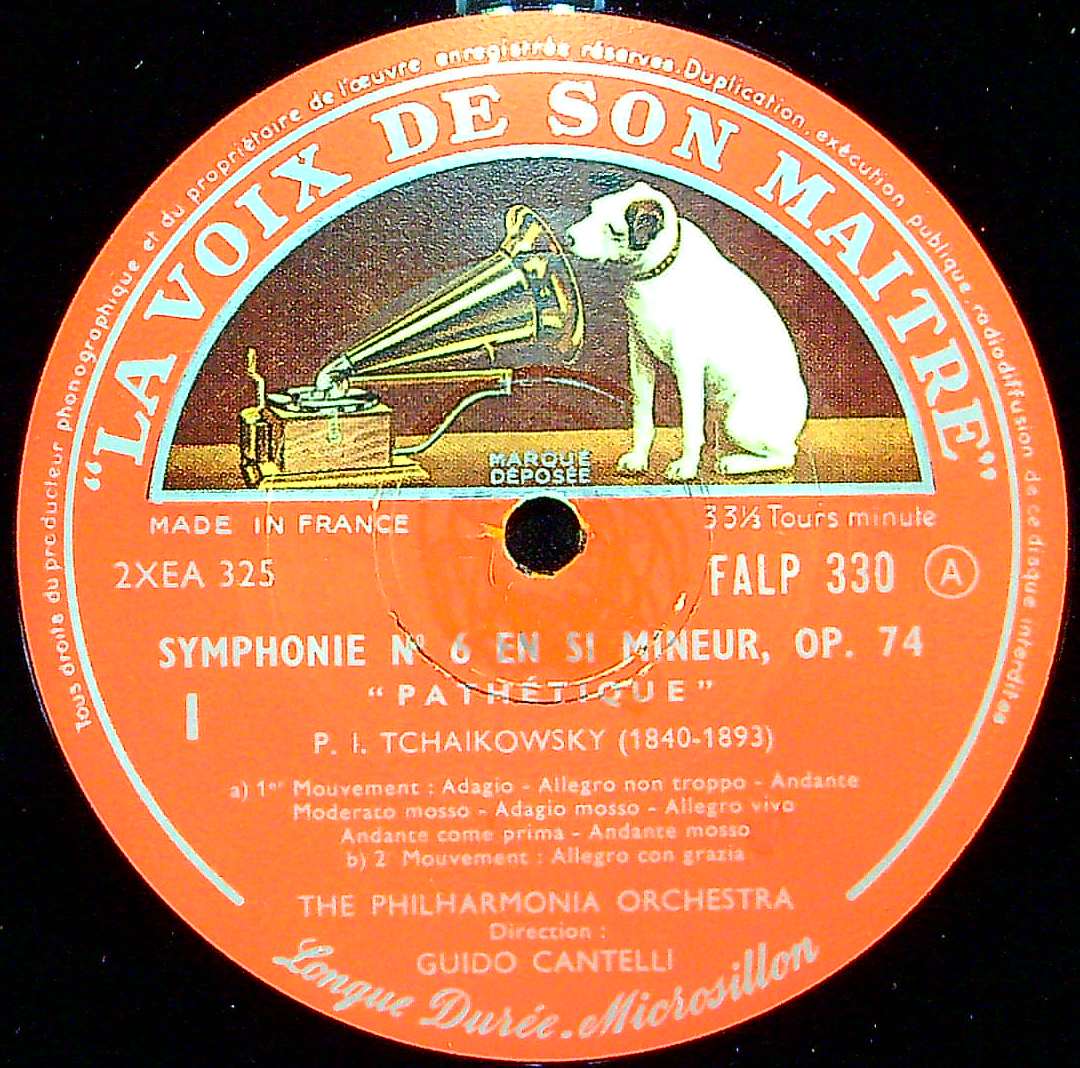 Tous droits du producteur phonographique et du propriétaire de l'œuvre enregistrée réservés. Duplication, exécution publique, radiodiffusion de ce disque interdites
"LA VOIX DE SON MAITRE"
MARQUE
DÉPOSÉE
MADE IN FRANCE
33⅓ Tours minute
2XEA 325
FALP 330 A
SYMPHONIE Nº 6 EN SI MINEUR, OP. 74
"PATHÉTIQUE"
I
P. I. TCHAIKOWSKY (1840-1893)
a) 1er Mouvement : Adagio - Allegro non troppo - Andante
Moderato mosso - Adagio mosso - Allegro vivo
Andante come prima - Andante mosso
b) 2 Mouvement : Allegro con grazia
THE PHILHARMONIA ORCHESTRA
Direction :
GUIDO CANTELLI
Longue Durée. Microsillon